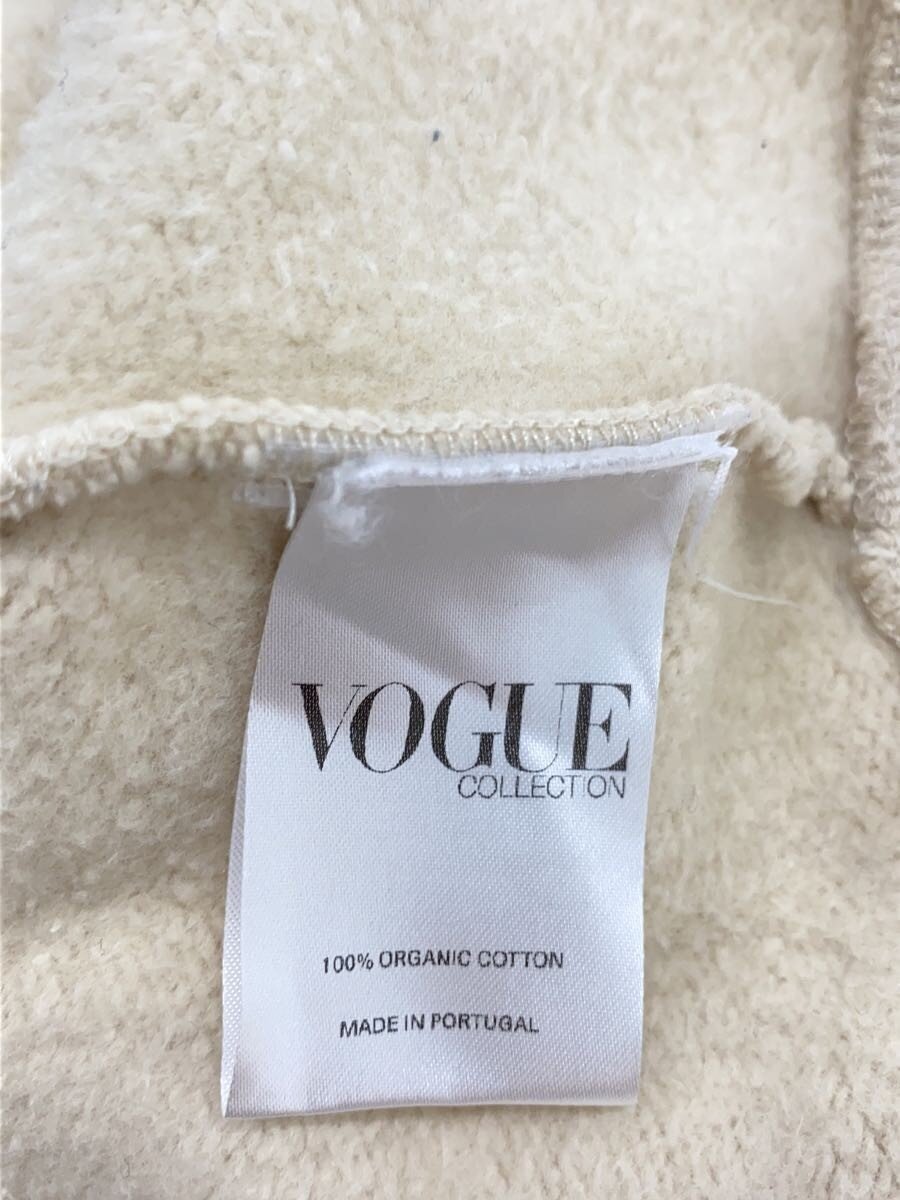 VOGUE
COLLECTION
100% ORGANIC COTTON
MADE IN PORTUGAL